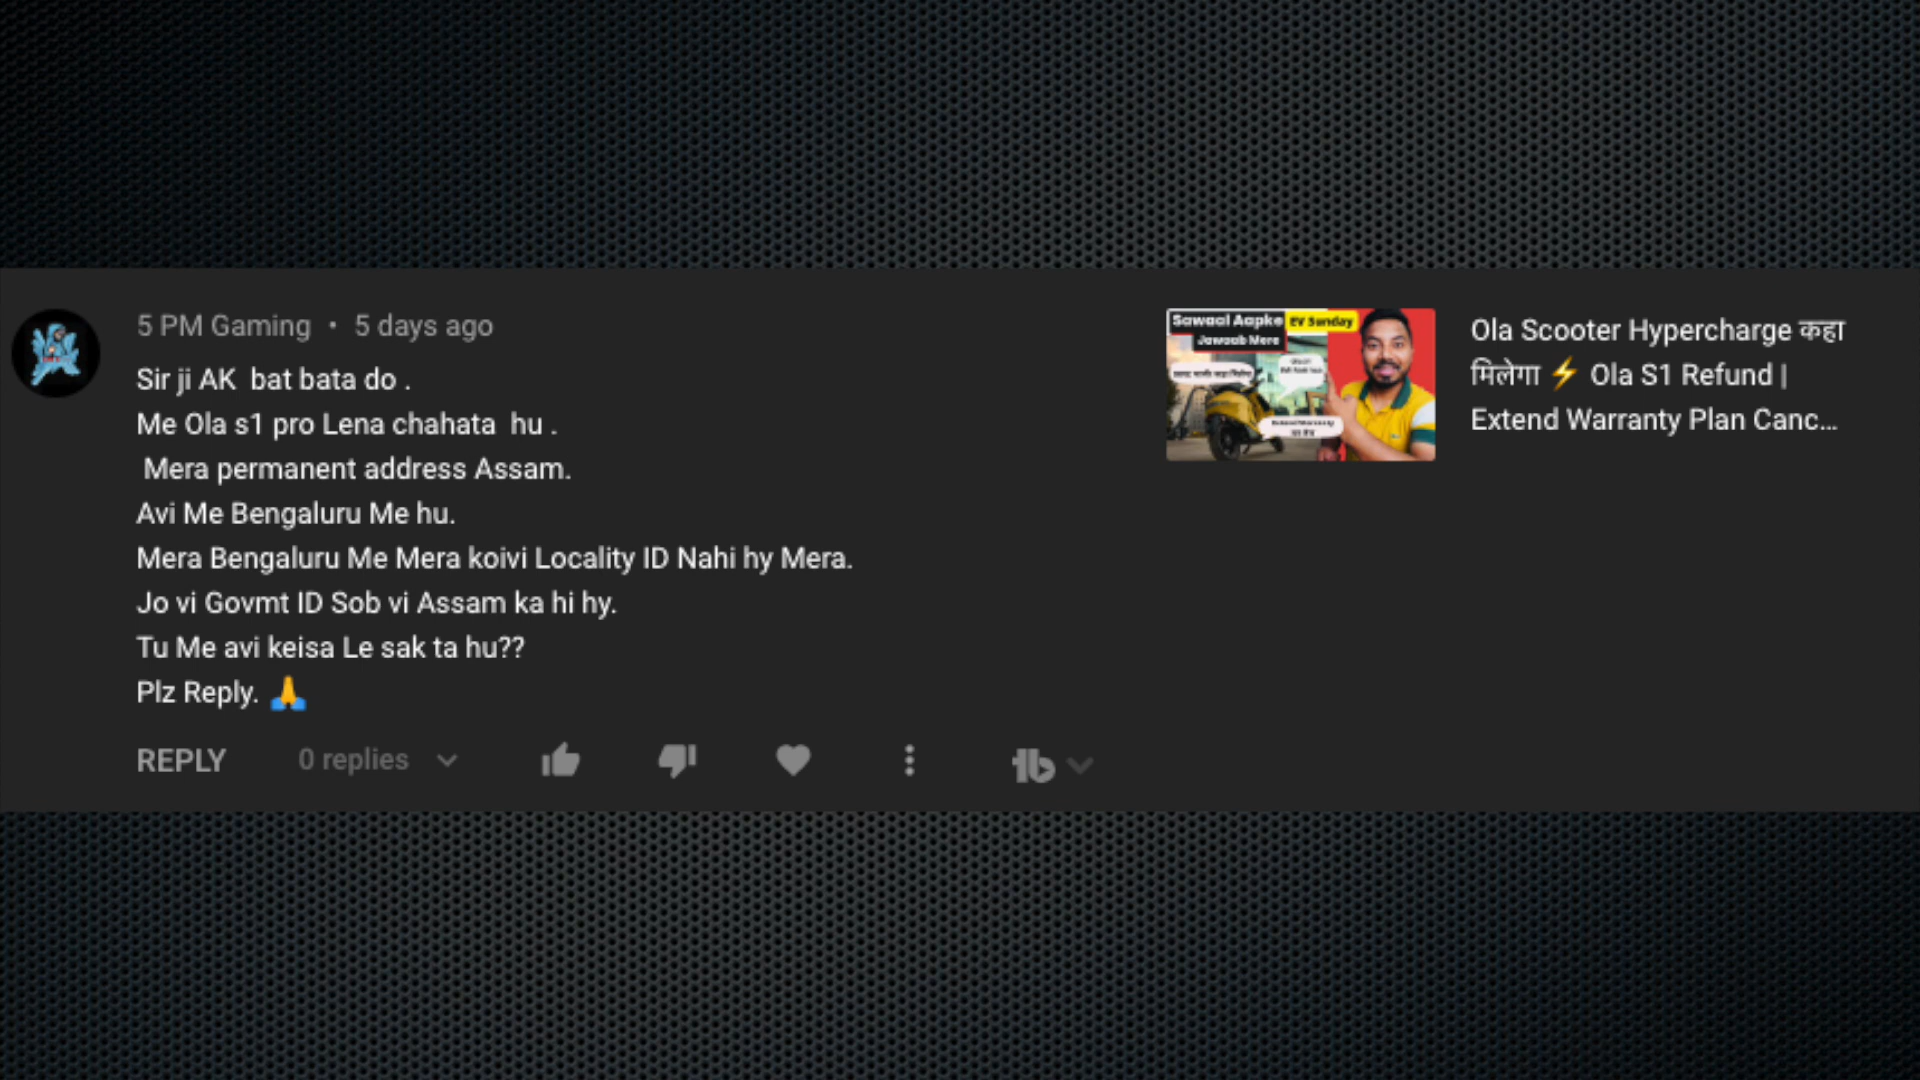 5 PM Gaming • 5 days ago
Sir ji AK bat bata do .
Me Ola s1 pro Lena chahata hu .
Mera permanent address Assam.
Avi Me Bengaluru Me hu.
Mera Bengaluru Me Mera koivi Locality ID Nahi hy Mera.
Jo vi Govmt ID Sob vi Assam ka hi hy.
Tu Me avi keisa Le sak ta hu??
Plz Reply. 🙏
REPLY 0 replies
Sawaal Aapke EV Sunday
Jawaab Mere
Ola Scooter Hypercharge कहा
मिलेगा ⚡ Ola S1 Refund |
Extend Warranty Plan Canc...